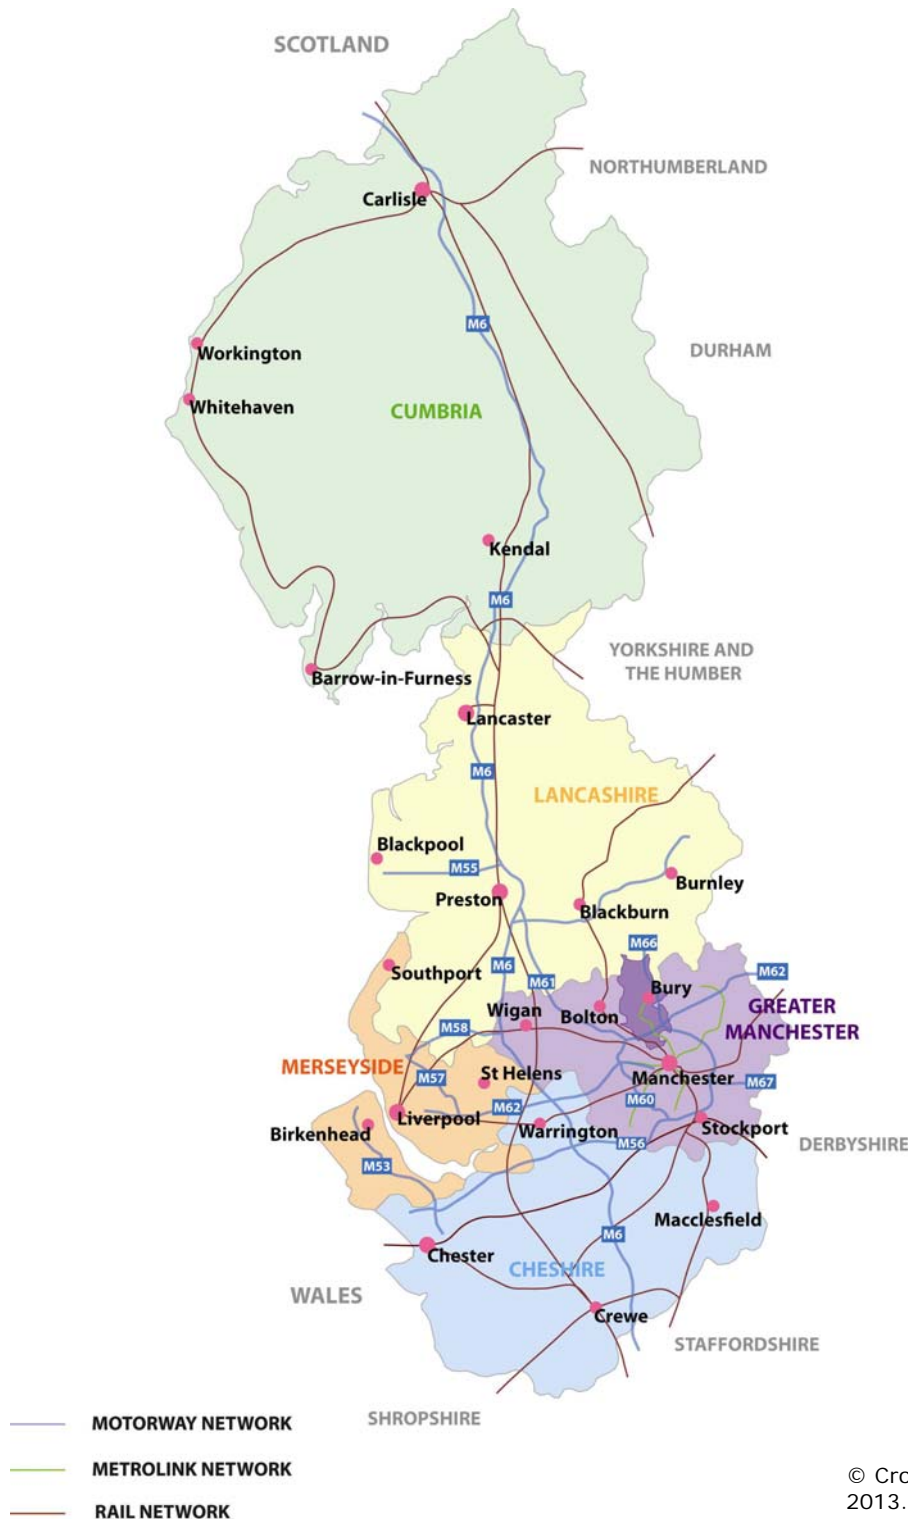 SCOTLAND
NORTHUMBERLAND
Carlisle
M6
DURHAM
Workington
Whitehaven
CUMBRIA
Kendal
M6
YORKSHIRE AND
THE HUMBER
Barrow-in-Furness
Lancaster
M6
LANCASHIRE
Blackpool
M55
Burnley
Preston
Blackburn
M66
Southport
M6
M62
M61
Bury
GREATER
MANCHESTER
Wigan
Bolton
M58
MERSEYSIDE
M57
St Helens
Manchester
M67
M62
M60
Liverpool
Warrington
Stockport
Birkenhead
M56
DERBYSHIRE
M53
Macclesfield
M6
Chester
CHESHIRE
WALES
Crewe
STAFFORDSHIRE
SHROPSHIRE
MOTORWAY NETWORK
METROLINK NETWORK
RAIL NETWORK
© Cro
2013.